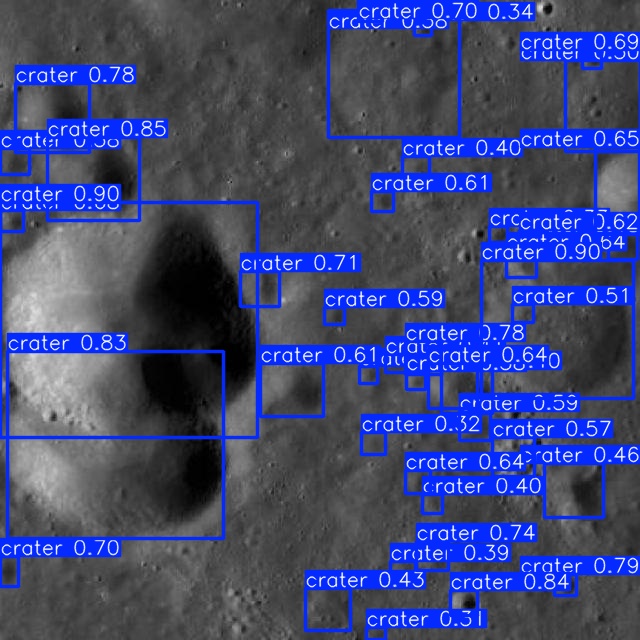 crater 0.70
0.34
crater 0.69
crater 0.78
crater 0.85
crater 0.65
crater 0.40
crater 0.61
crater 0.90
crater 0.62
crater 0.90
crater 0.71
crater 0.51
crater 0.59
crater 0.78
crater 0.83
crater 0.61
crater 0.64
crater 0.59
crater 0.32
crater 0.57
crater 0.46
crater 0.64
crater 0.40
crater 0.74
crater 0.70
crater 0.39
crater 0.79
crater 0.43
crater 0.84
crater 0.31